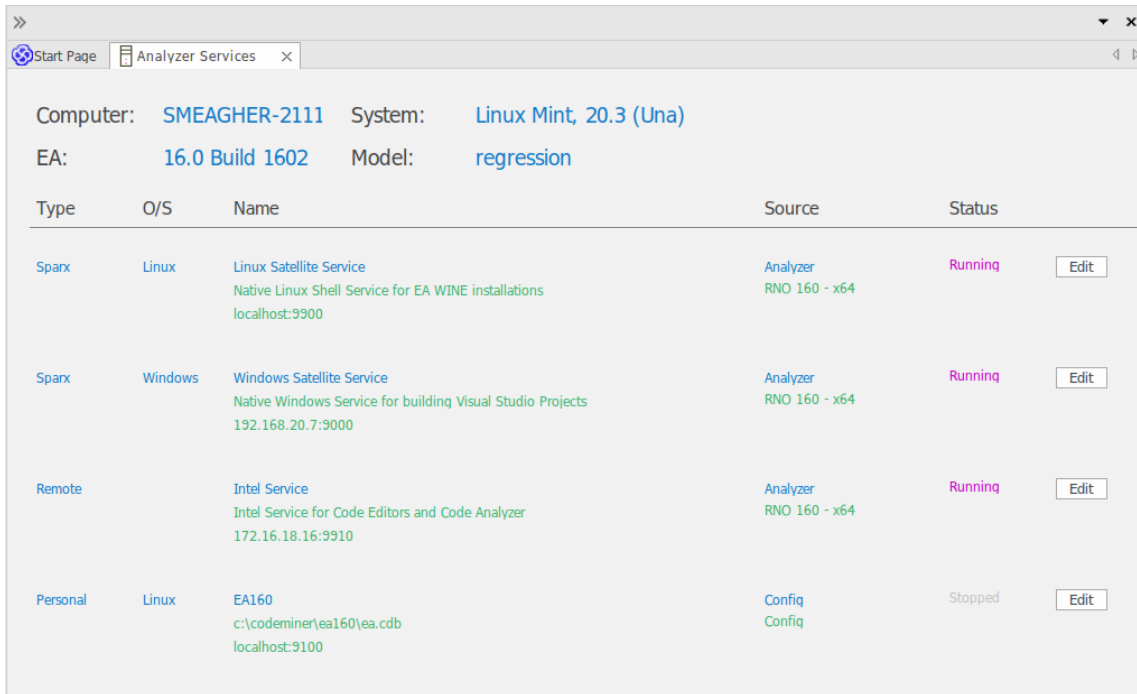 Start Page Analyzer Services
Computer: SMEAGHER-2111 System: Linux Mint, 20.3 (Una)
EA: 16.0 Build 1602 Model: regression
Type O/S Name Source Status
Sparx Linux Linux Satellite Service Analyzer Running Edit
Native Linux Shell Service for EA WINE installations RNO 160 - x64
localhost:9900
Sparx Windows Windows Satellite Service Analyzer Running Edit
Native Windows Service for building Visual Studio Projects RNO 160 - x64
192.168.20.7:9000
Remote Intel Service Analyzer Running Edit
Intel Service for Code Editors and Code Analyzer RNO 160 - x64
172.16.18.16:9910
Personal Linux EA160 Config Stopped Edit
c:\codeminer\ea160\ea.cdb Config
localhost:9100